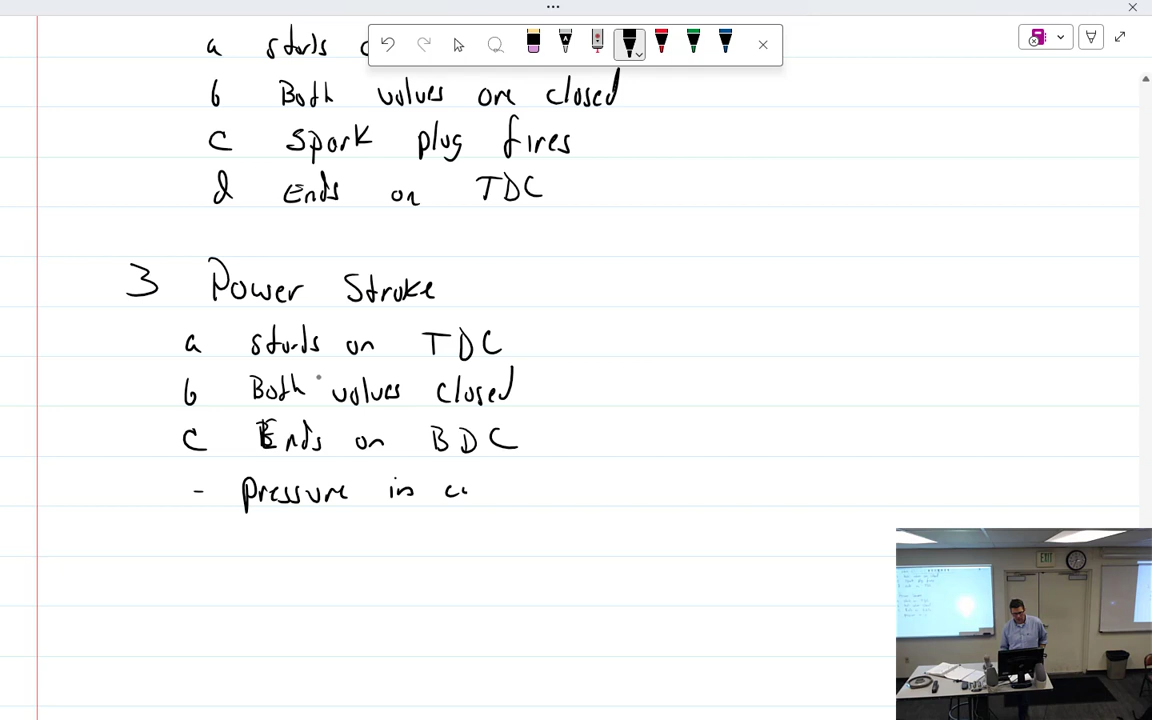 a starts
b Both valves are closed
c Spark plug fires
d Ends on TDC
3 Power Stroke
a starts on TDC
b Both valves closed
c Ends on BDC
- Pressure in
EXIT